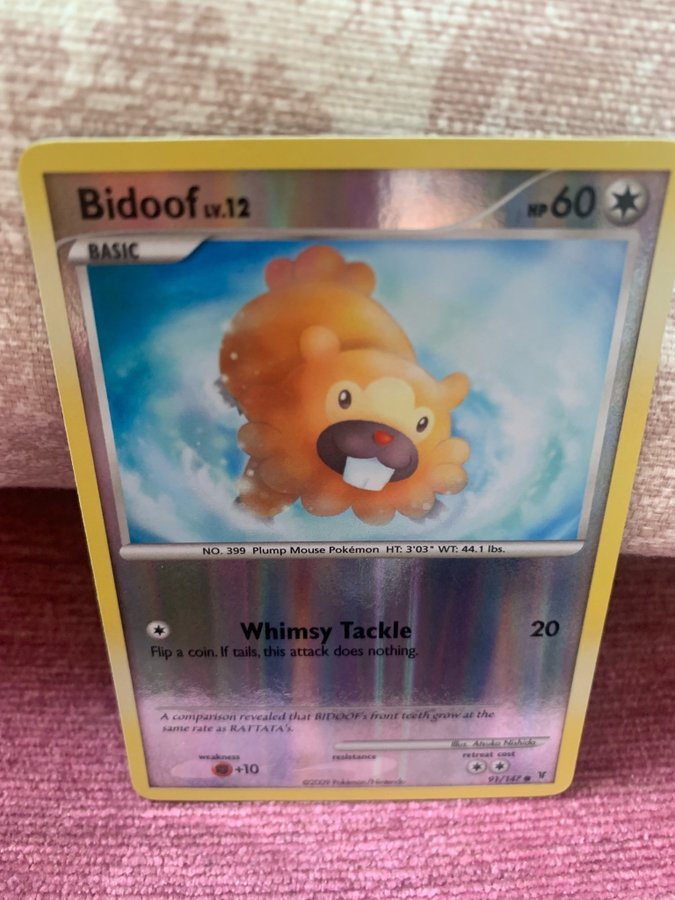 Bidoof LV.12 HP 60
BASIC
NO. 399 Plump Mouse Pokémon HT: 3'03" WT: 44.1 lbs.
Whimsy Tackle 20
Flip a coin. If tails, this attack does nothing.
A comparison revealed that BIDOOF's front teeth grow at the
same rate as RATTATA's.
Illus. Atsuko Nishida
weakness resistance retreat cost
+10
©2009 Pokémon/Nintendo 91/147